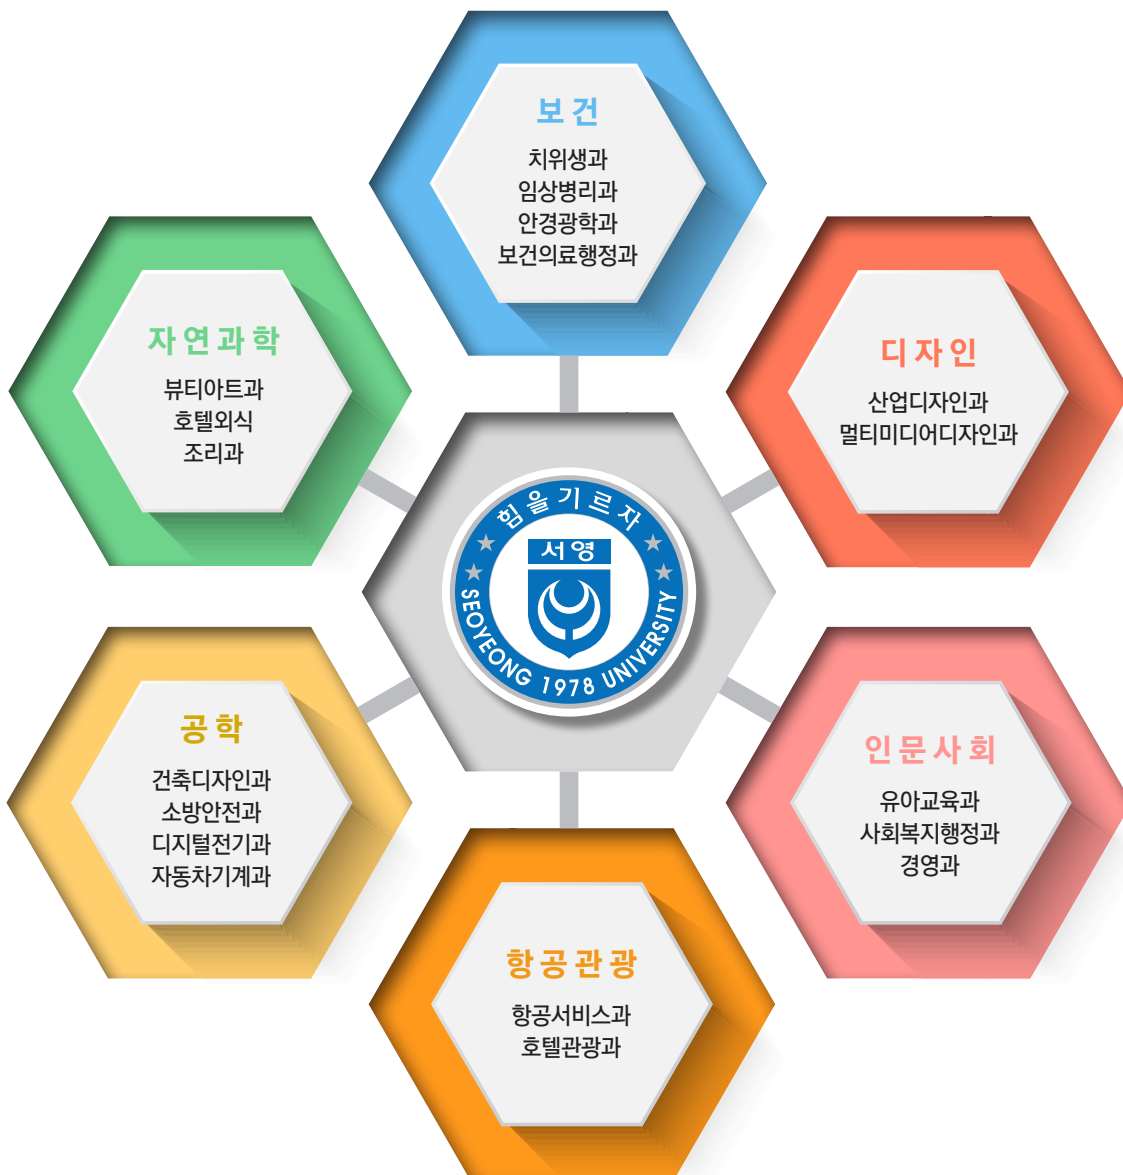 보건
치위생과
임상병리과
안경광학과
보건의료행정과
자연과학
뷰티아트과
호텔외식
조리과
디자인
산업디자인과
멀티미디어디자인과
힘을기르자
서영
SEOYEONG 1978 UNIVERSITY
공학
건축디자인과
소방안전과
디지털전기과
자동차기계과
인문사회
유아교육과
사회복지행정과
경영과
항공관광
항공서비스과
호텔관광과